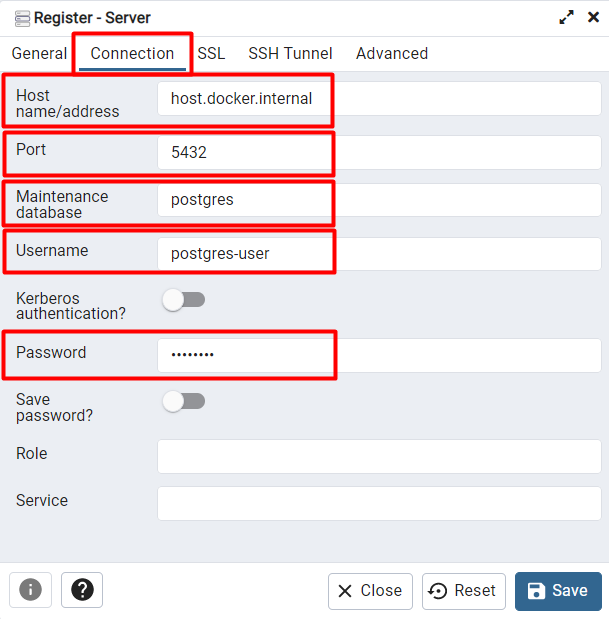 Register - Server
General Connection SSL SSH Tunnel Advanced
Host
name/address
host.docker.internal
Port
5432
Maintenance
database
postgres
Username
postgres-user
Kerberos
authentication?
Password
••••••••
Save
password?
Role
Service
Close Reset Save